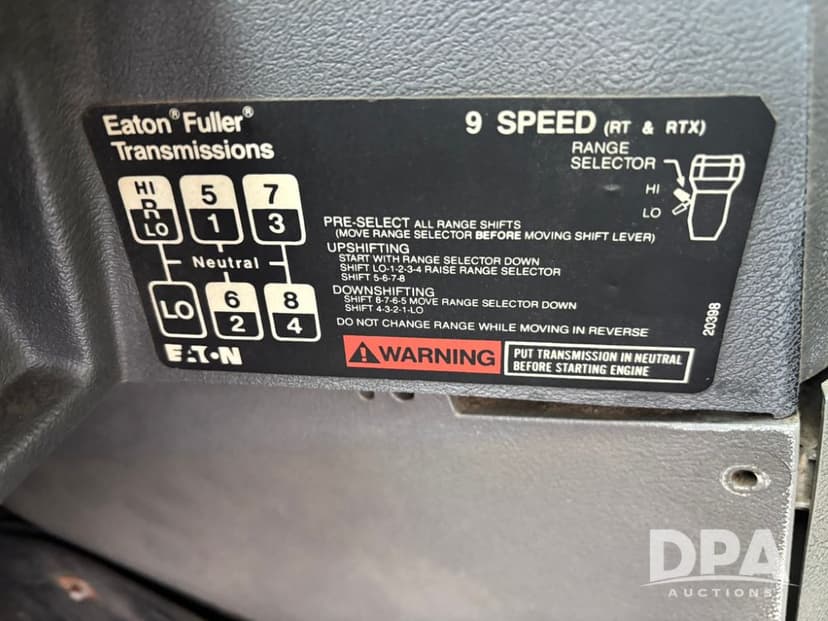 Eaton® Fuller®
Transmissions
9 SPEED (RT & RTX)
RANGE
SELECTOR
HI
LO
HI
R
LO
5
1
7
3
Neutral
LO
6
2
8
4
PRE-SELECT ALL RANGE SHIFTS
(MOVE RANGE SELECTOR BEFORE MOVING SHIFT LEVER)
UPSHIFTING
START WITH RANGE SELECTOR DOWN
SHIFT LO-1-2-3-4 RAISE RANGE SELECTOR
SHIFT 5-6-7-8
DOWNSHIFTING
SHIFT 8-7-6-5 MOVE RANGE SELECTOR DOWN
SHIFT 4-3-2-1-LO
DO NOT CHANGE RANGE WHILE MOVING IN REVERSE
20398
EATON
WARNING
PUT TRANSMISSION IN NEUTRAL
BEFORE STARTING ENGINE
DPA
AUCTIONS